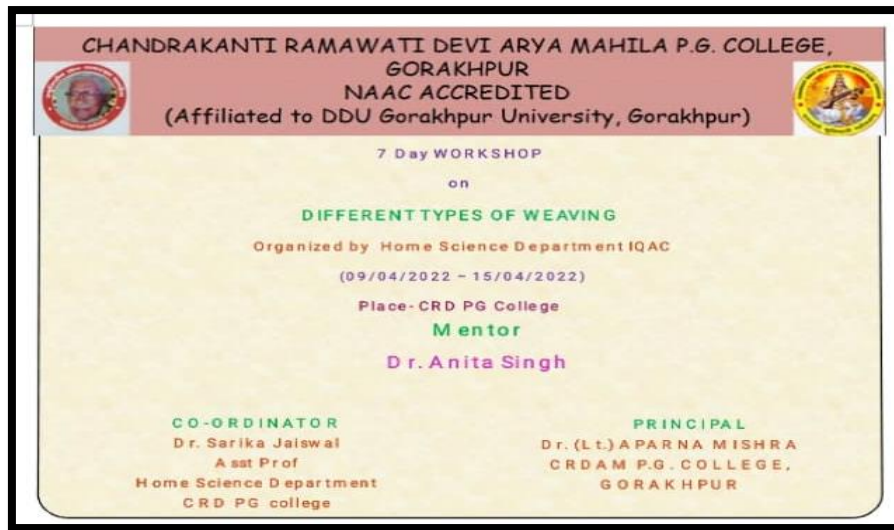 CHANDRAKANTI RAMAWATI DEVI ARYA MAHILA P.G. COLLEGE,
GORAKHPUR
NAAC ACCREDITED
(Affiliated to DDU Gorakhpur University, Gorakhpur)
7 Day WORKSHOP
on
DIFFERENT TYPES OF WEAVING
Organized by Home Science Department IQAC
(09/04/2022 – 15/04/2022)
Place- CRD PG College
Mentor
Dr. Anita Singh
CO-ORDINATOR
Dr. Sarika Jaiswal
Asst Prof
Home Science Department
CRD PG college
PRINCIPAL
Dr. (Lt.) APARNA MISHRA
CRDAM P.G. COLLEGE,
GORAKHPUR